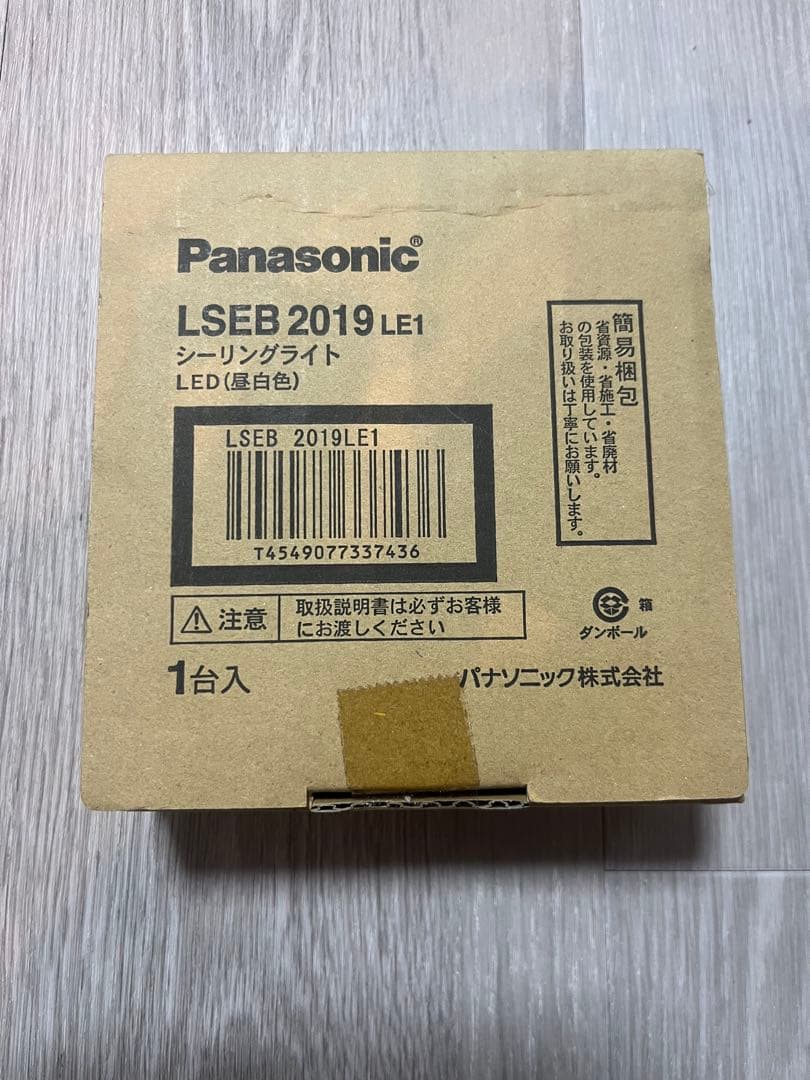 Panasonic®
LSEB 2019 LE1
シーリングライト
LED(昼白色)
LSEB 2019LE1
T4549077337436
簡易梱包
省資源・省施工・省廃材
の包装を使用しています。
お取り扱いは丁寧にお願いします。
注意
取扱説明書は必ずお客様
にお渡しください
箱
ダンボール
1台入
パナソニック株式会社